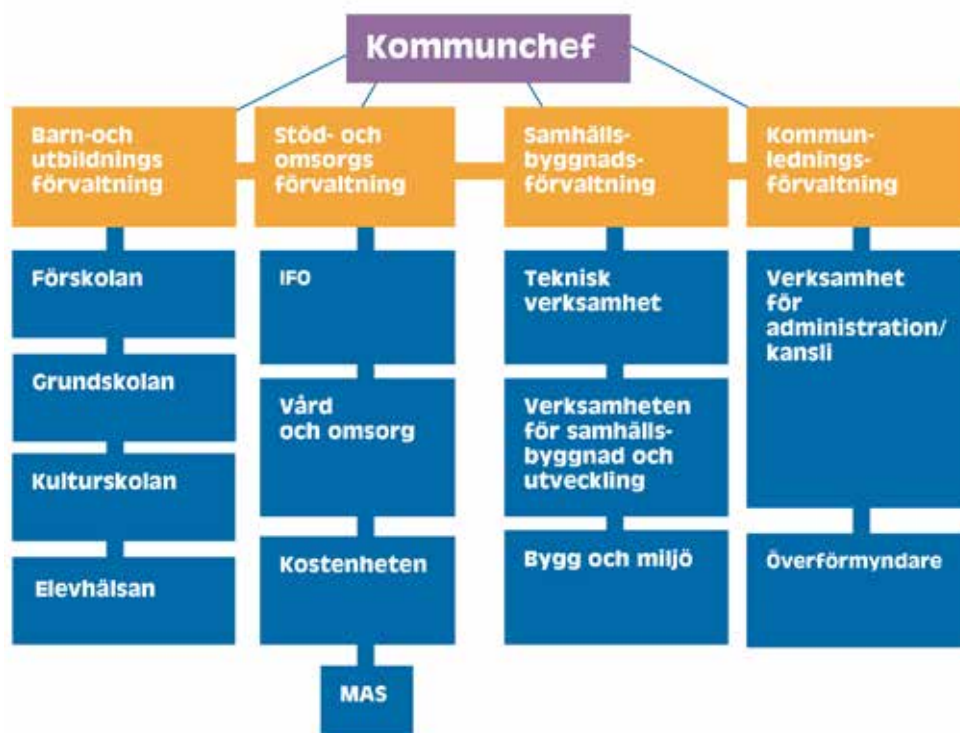 Kommunchef
Barn-och
utbildnings
förvaltning
Förskolan
Grundskolan
Kulturskolan
Elevhälsan
Stöd- och
omsorgs
förvaltning
IFO
Vård
och omsorg
Kostenheten
MAS
Samhälls-
byggnads-
förvaltning
Teknisk
verksamhet
Verksamheten
för samhälls-
byggnad och
utveckling
Bygg och miljö
Kommun-
lednings-
förvaltning
Verksamhet
för
administration/
kansli
Överförmyndare